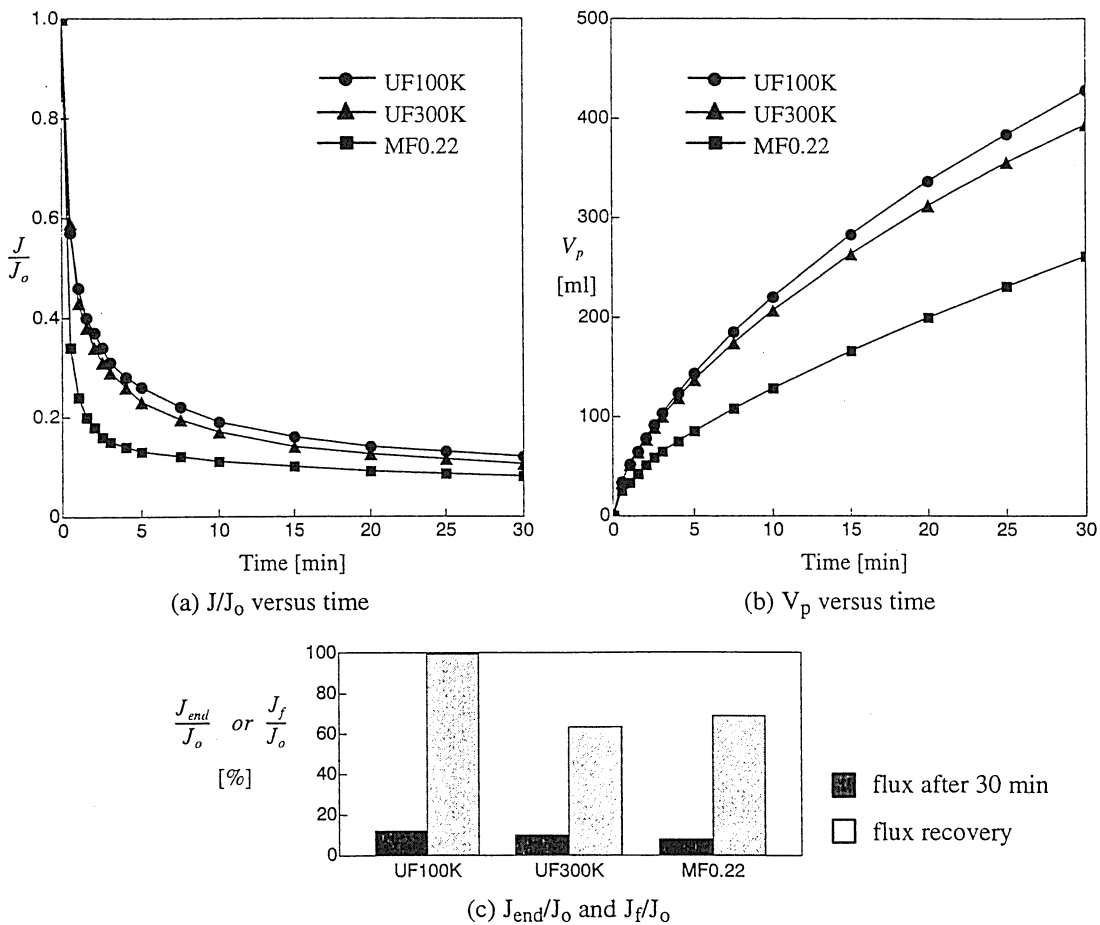 1.0
0.8
0.6
0.4
0.2
0
J
J_o
UF100K
UF300K
MF0.22
0 5 10 15 20 25 30
Time [min]
(a) J/J_o versus time
500
400
300
200
100
0
V_p
[ml]
UF100K
UF300K
MF0.22
0 5 10 15 20 25 30
Time [min]
(b) V_p versus time
J_end/J_o or J_f/J_o
[%]
100
80
60
40
20
0
UF100K UF300K MF0.22
flux after 30 min
flux recovery
(c) J_end/J_o and J_f/J_o